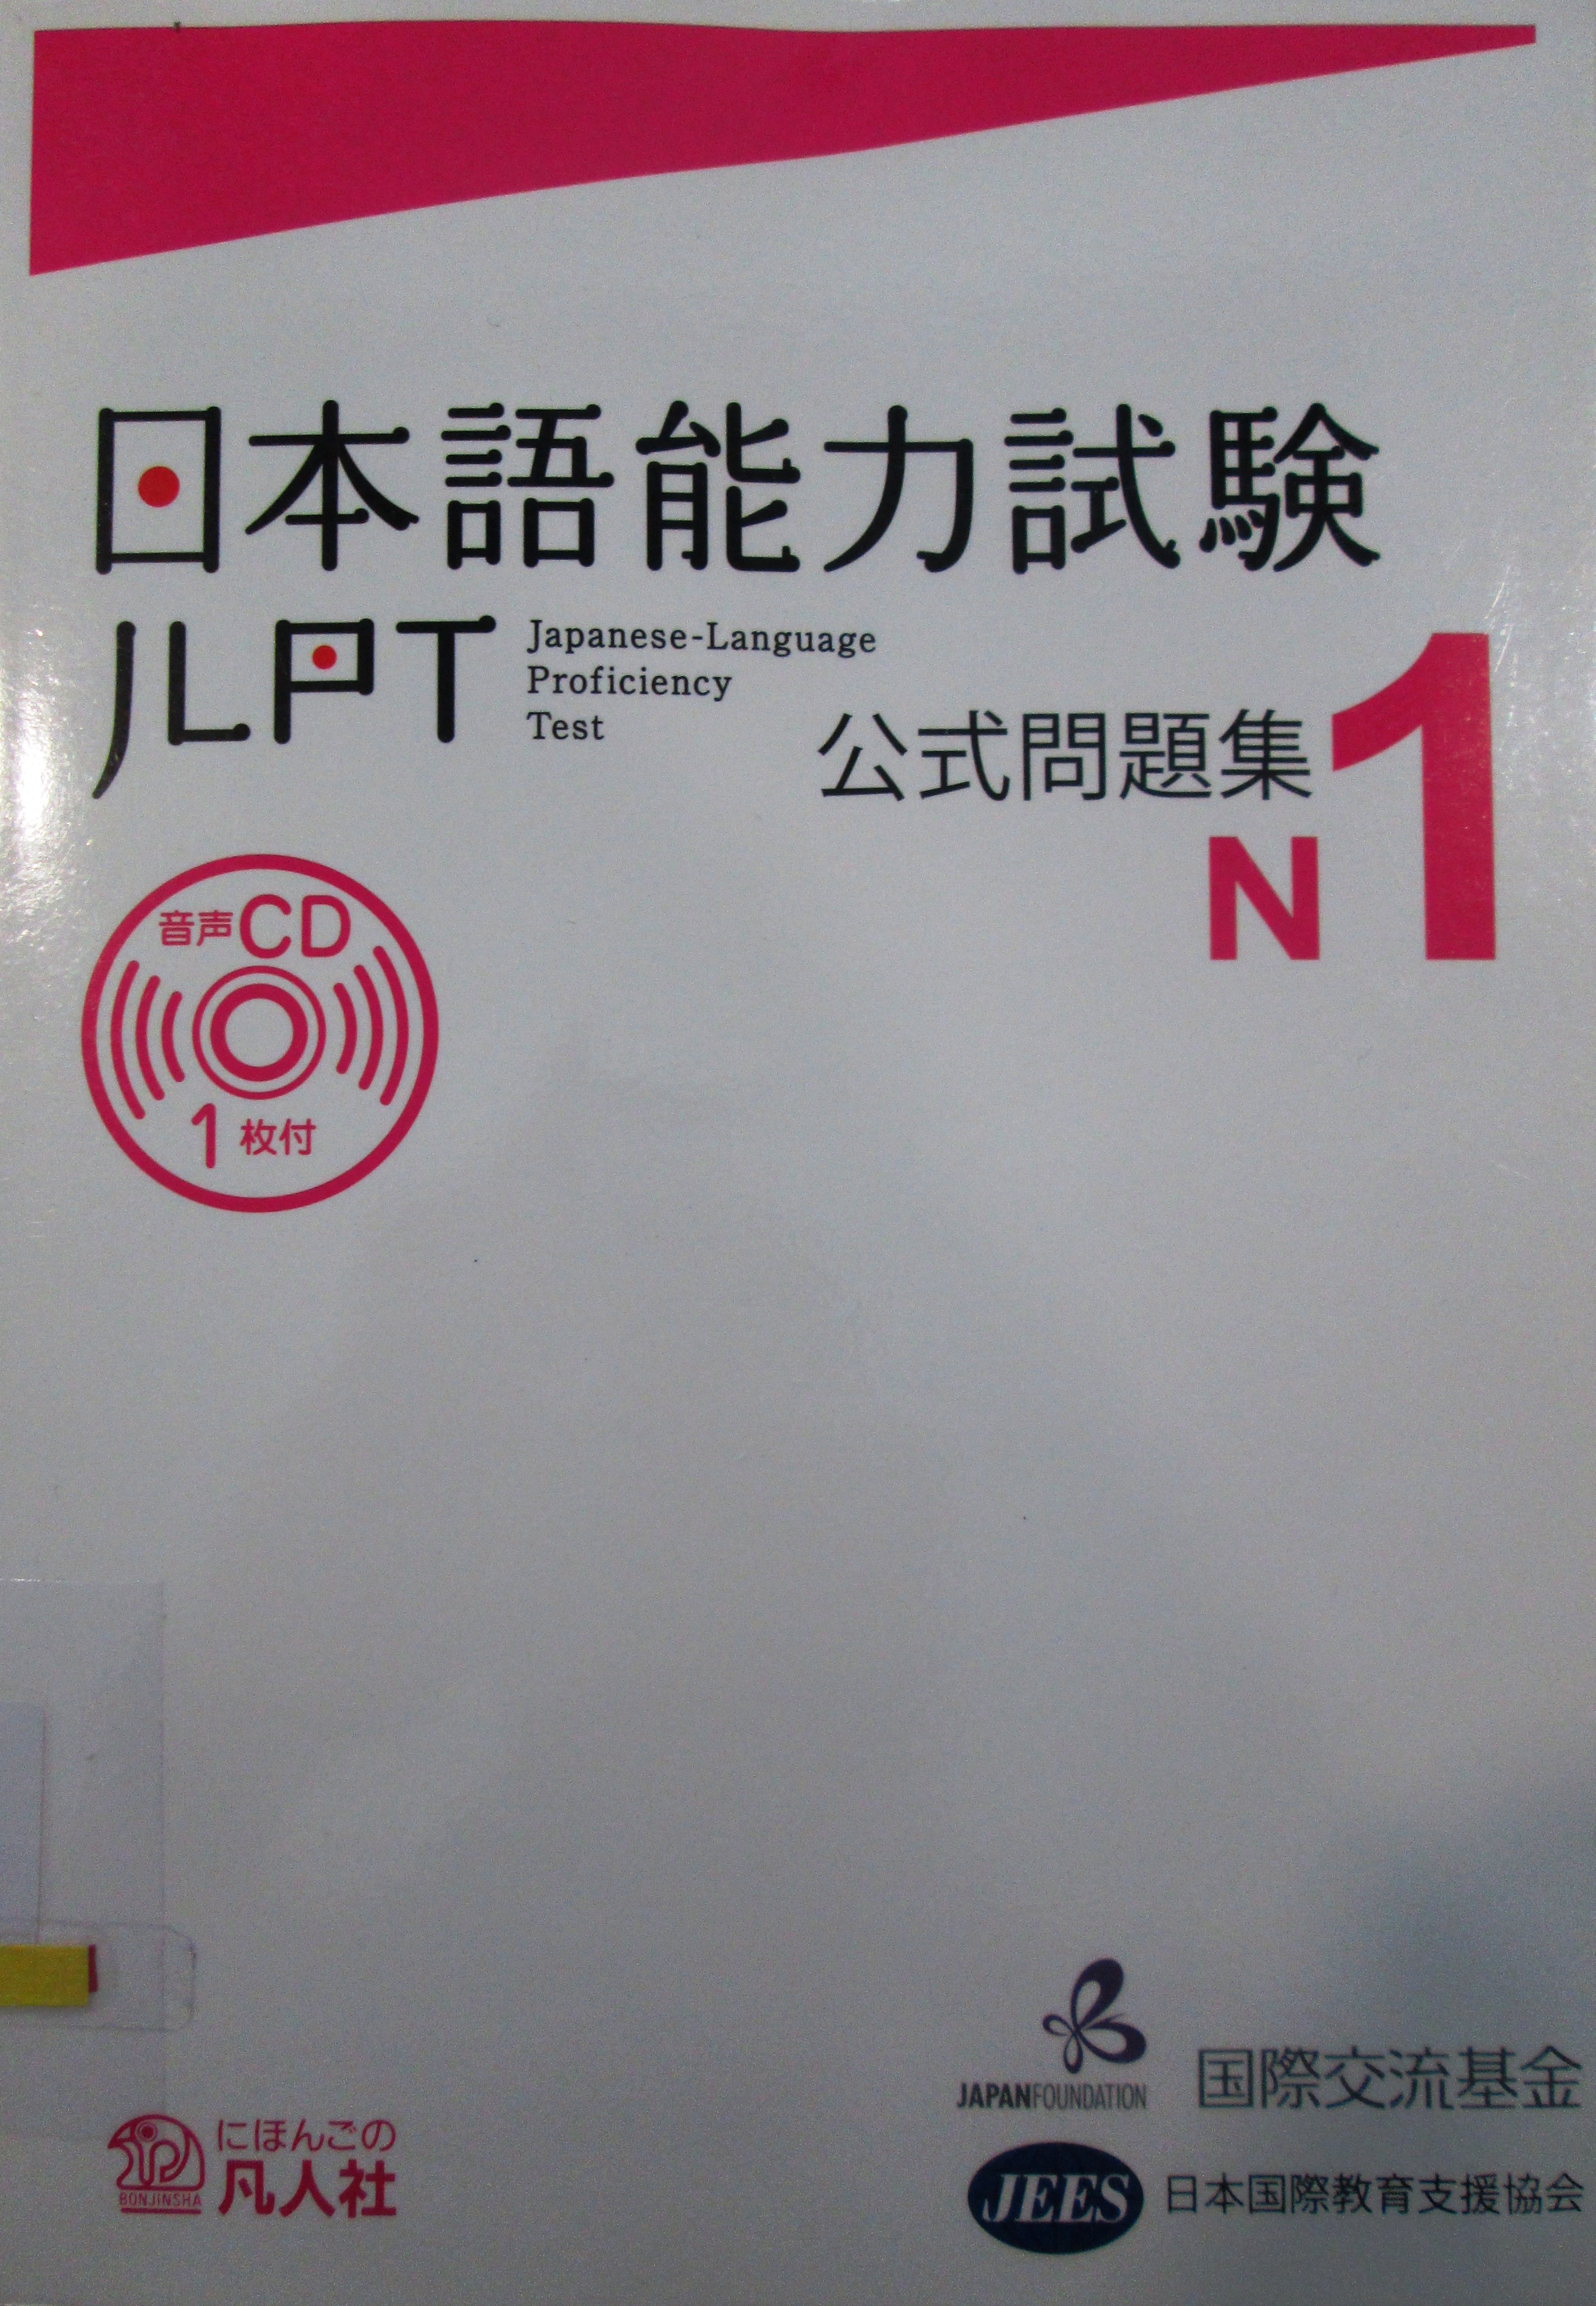 日本語能力試験
JLPT
Japanese-Language
Proficiency
Test
公式問題集
N1
音声CD
1枚付
JAPANFOUNDATION
国際交流基金
BONJINSHA
にほんごの
凡人社
JEES
日本国際教育支援協会